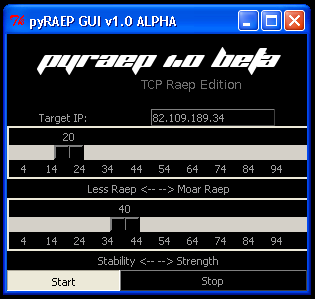 pyRAEP GUI v1.0 ALPHA
pyraep 1.0 beta
TCP Raep Edition
Target IP: 82.109.189.34
20
4 14 24 34 44 54 64 74 84 94
Less Raep <-- --> Moar Raep
40
4 14 24 34 44 54 64 74 84 94
Stability <-- --> Strength
Start Stop